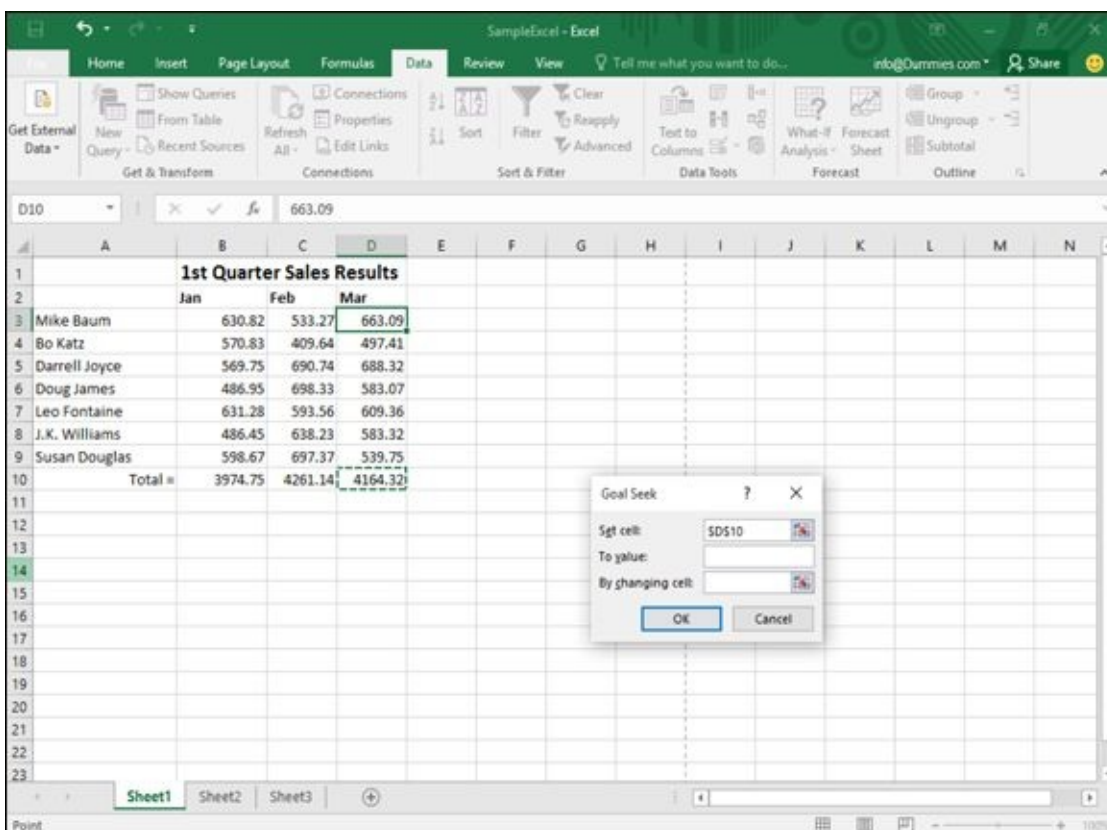 SampleExcel - Excel
Home Insert Page Layout Formulas Data Review View Tell me what you want to do... info@Dummies.com Share
Get External Data
New Query
Show Queries
From Table
Recent Sources
Get & Transform
Refresh All
Connections
Properties
Edit Links
Connections
Sort
Filter
Clear
Reapply
Advanced
Sort & Filter
Text to Columns
Data Tools
What-If Analysis
Forecast Sheet
Forecast
Group
Ungroup
Subtotal
Outline
D10 fx 663.09
A B C D E F G H I J K L M N
1 1st Quarter Sales Results
2 Jan Feb Mar
3 Mike Baum 630.82 533.27 663.09
4 Bo Katz 570.83 409.64 497.41
5 Darrell Joyce 569.75 690.74 688.32
6 Doug James 486.95 698.33 583.07
7 Leo Fontaine 631.28 593.56 609.36
8 J.K. Williams 486.45 638.23 583.32
9 Susan Douglas 598.67 697.37 539.75
10 Total = 3974.75 4261.14 4164.32
11
12
13
14
15
16
17
18
19
20
21
22
23
Goal Seek ? ×
Set cell: $D$10
To value:
By changing cell:
OK Cancel
Sheet1 Sheet2 Sheet3
Point 100%